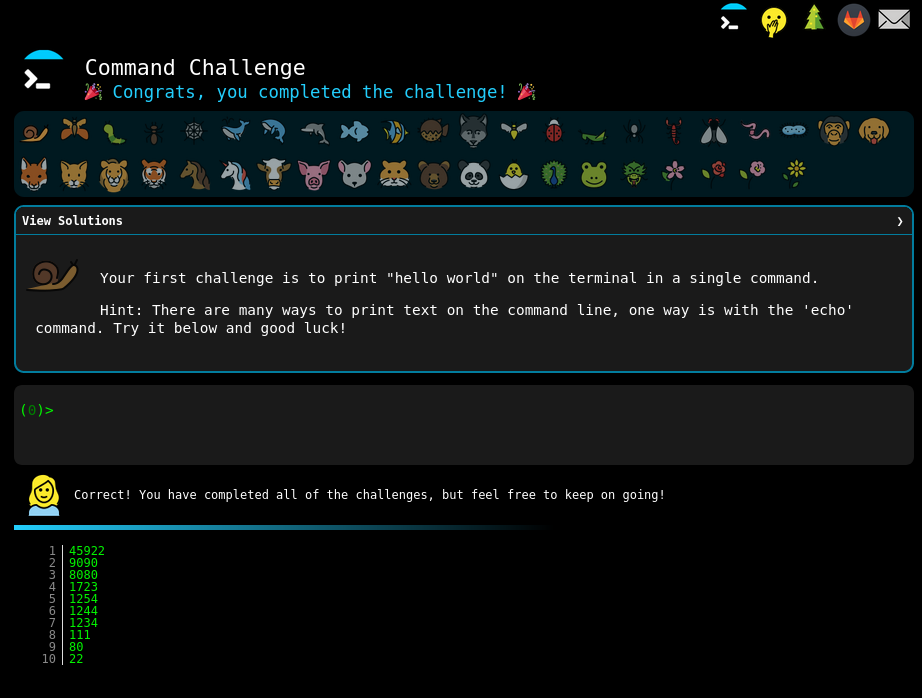 Command Challenge
🎉 Congrats, you completed the challenge! 🎉
View Solutions ❯
Your first challenge is to print "hello world" on the terminal in a single command.
Hint: There are many ways to print text on the command line, one way is with the 'echo'
command. Try it below and good luck!
(0)>
Correct! You have completed all of the challenges, but feel free to keep on going!
1 45922
2 9090
3 8080
4 1723
5 1254
6 1244
7 1234
8 111
9 80
10 22